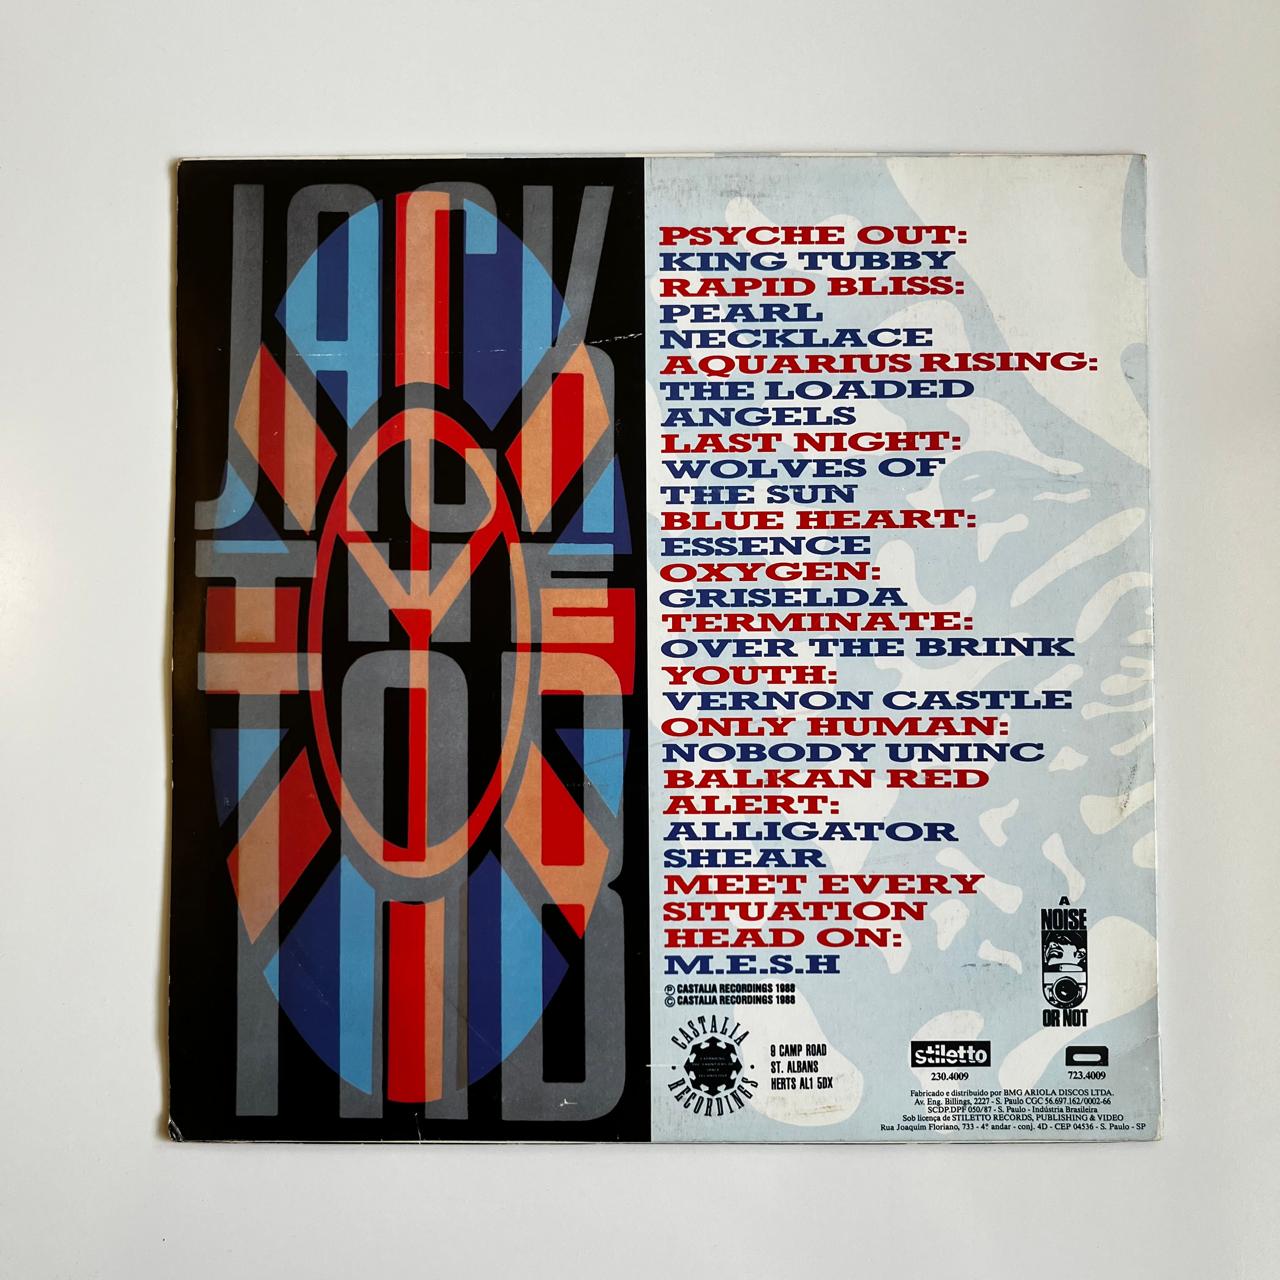 JACK
THE
TAB
PSYCHE OUT:
KING TUBBY
RAPID BLISS:
PEARL
NECKLACE
AQUARIUS RISING:
THE LOADED
ANGELS
LAST NIGHT:
WOLVES OF
THE SUN
BLUE HEART:
ESSENCE
OXYGEN:
GRISELDA
TERMINATE:
OVER THE BRINK
YOUTH:
VERNON CASTLE
ONLY HUMAN:
NOBODY UNINC
BALKAN RED
ALERT:
ALLIGATOR
SHEAR
MEET EVERY
SITUATION
HEAD ON:
M.E.S.H
Ⓟ CASTALIA RECORDINGS 1988
© CASTALIA RECORDINGS 1988
CASTALIA
· RECORDINGS ·
9 CAMP ROAD
ST. ALBANS
HERTS AL1 5DX
A
NOISE
OR NOT
stiletto
230.4009
723.4009
Fabricado e distribuido por BMG ARIOLA DISCOS LTDA.
Av. Eng. Billings, 2227 - S. Paulo CGC 56.697.162/0002-66
SCDP.DPF 050/87 - S. Paulo - Indústria Brasileira
Sob licença de STILETTO RECORDS, PUBLISHING & VIDEO
Rua Joaquim Floriano, 733 - 4º andar - conj. 4D - CEP 04536 - S. Paulo - SP